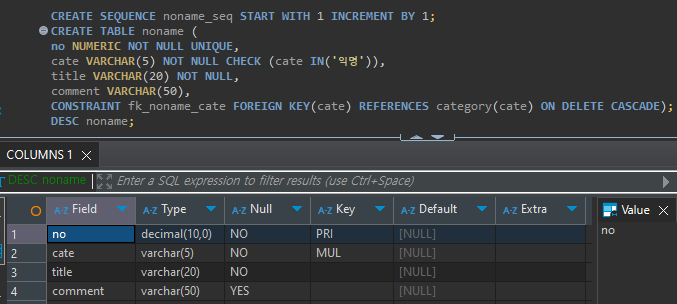 CREATE SEQUENCE noname_seq START WITH 1 INCREMENT BY 1;
CREATE TABLE noname (
no NUMERIC NOT NULL UNIQUE,
cate VARCHAR(5) NOT NULL CHECK (cate IN('익명')),
title VARCHAR(20) NOT NULL,
comment VARCHAR(50),
CONSTRAINT fk_noname_cate FOREIGN KEY(cate) REFERENCES category(cate) ON DELETE CASCADE);
DESC noname;
COLUMNS 1
DESC noname Enter a SQL expression to filter results (use Ctrl+Space)
A-Z Field A-Z Type A-Z Null A-Z Key A-Z Default A-Z Extra Value
1 no decimal(10,0) NO PRI [NULL] no
2 cate varchar(5) NO MUL [NULL]
3 title varchar(20) NO [NULL]
4 comment varchar(50) YES [NULL]